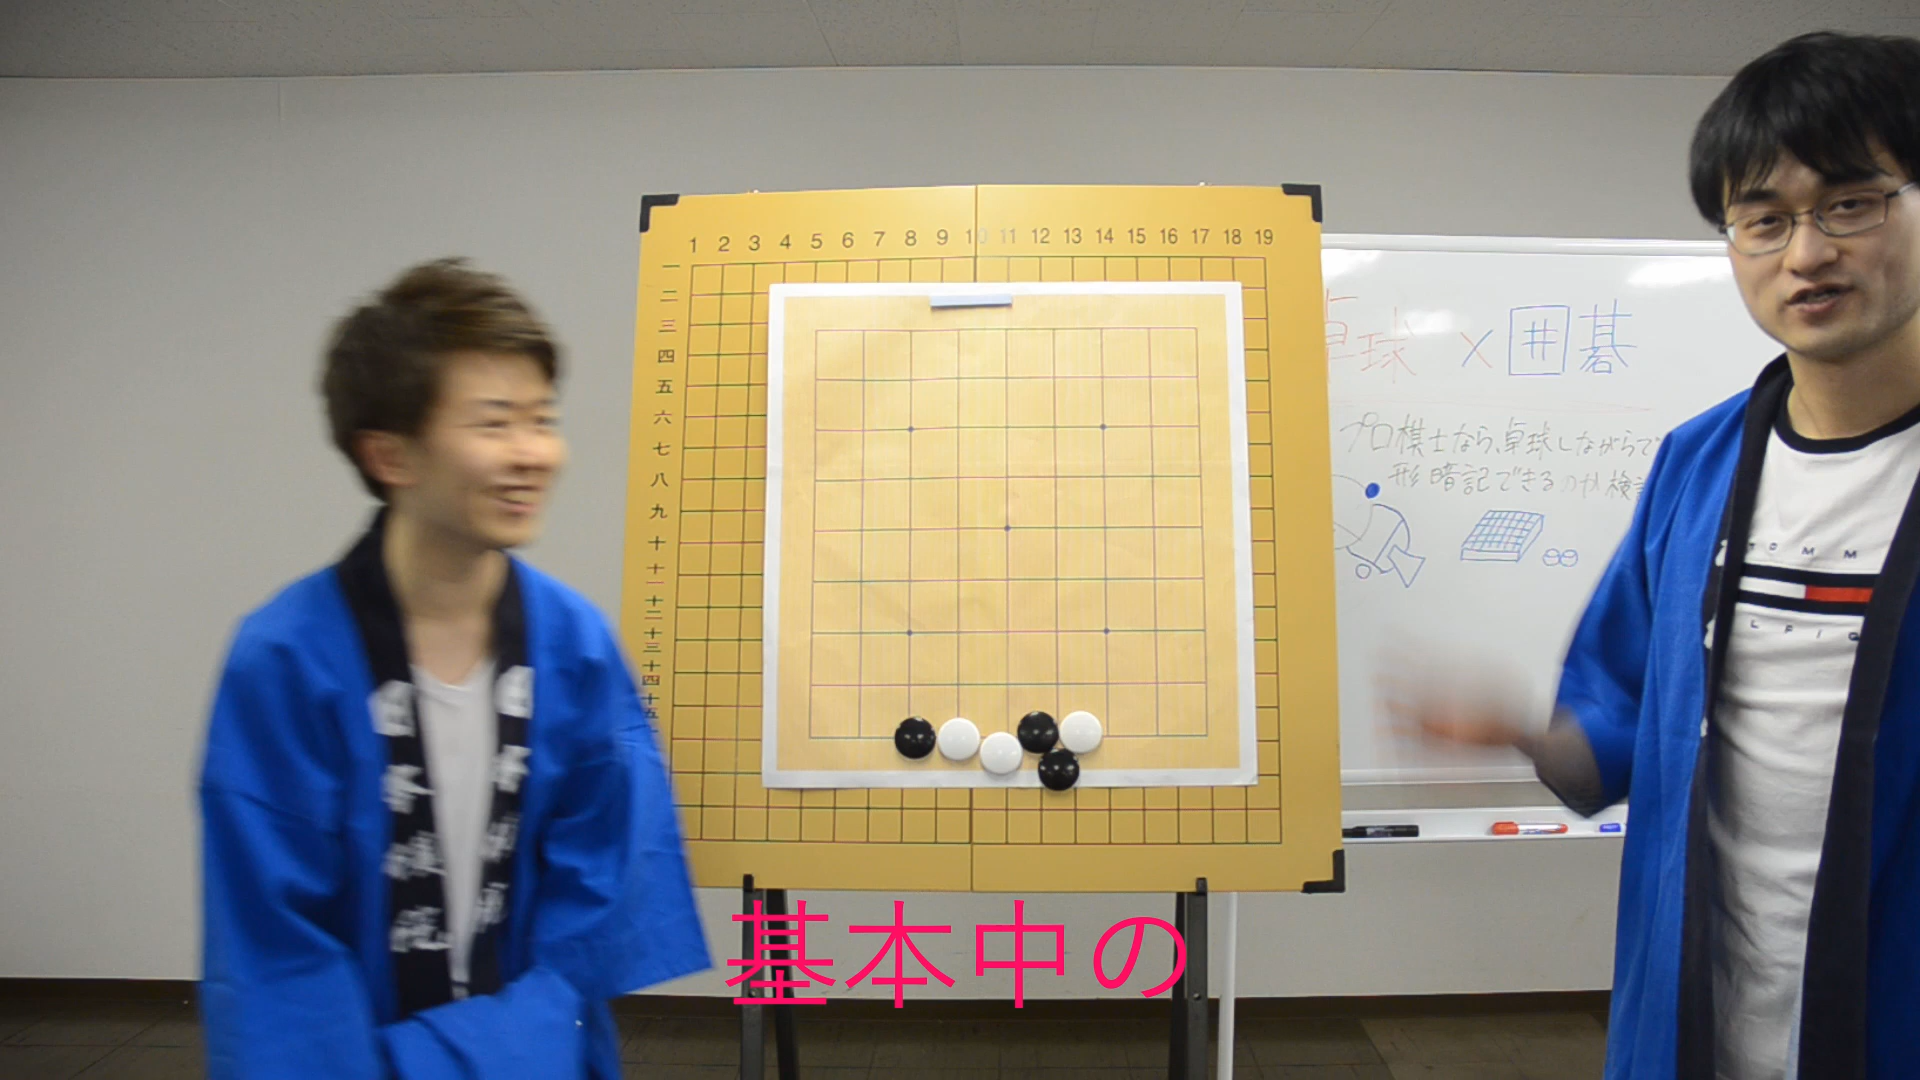 1 2 3 4 5 6 7 8 9 10 11 12 13 14 15 16 17 18 19
一
二
三
四
五
六
七
八
九
十
十一
十二
十三
十四
十五
卓球 × 囲碁
プロ棋士なら、卓球しながらで
形暗記できるのか検
TOMM
LFIG
基本中の